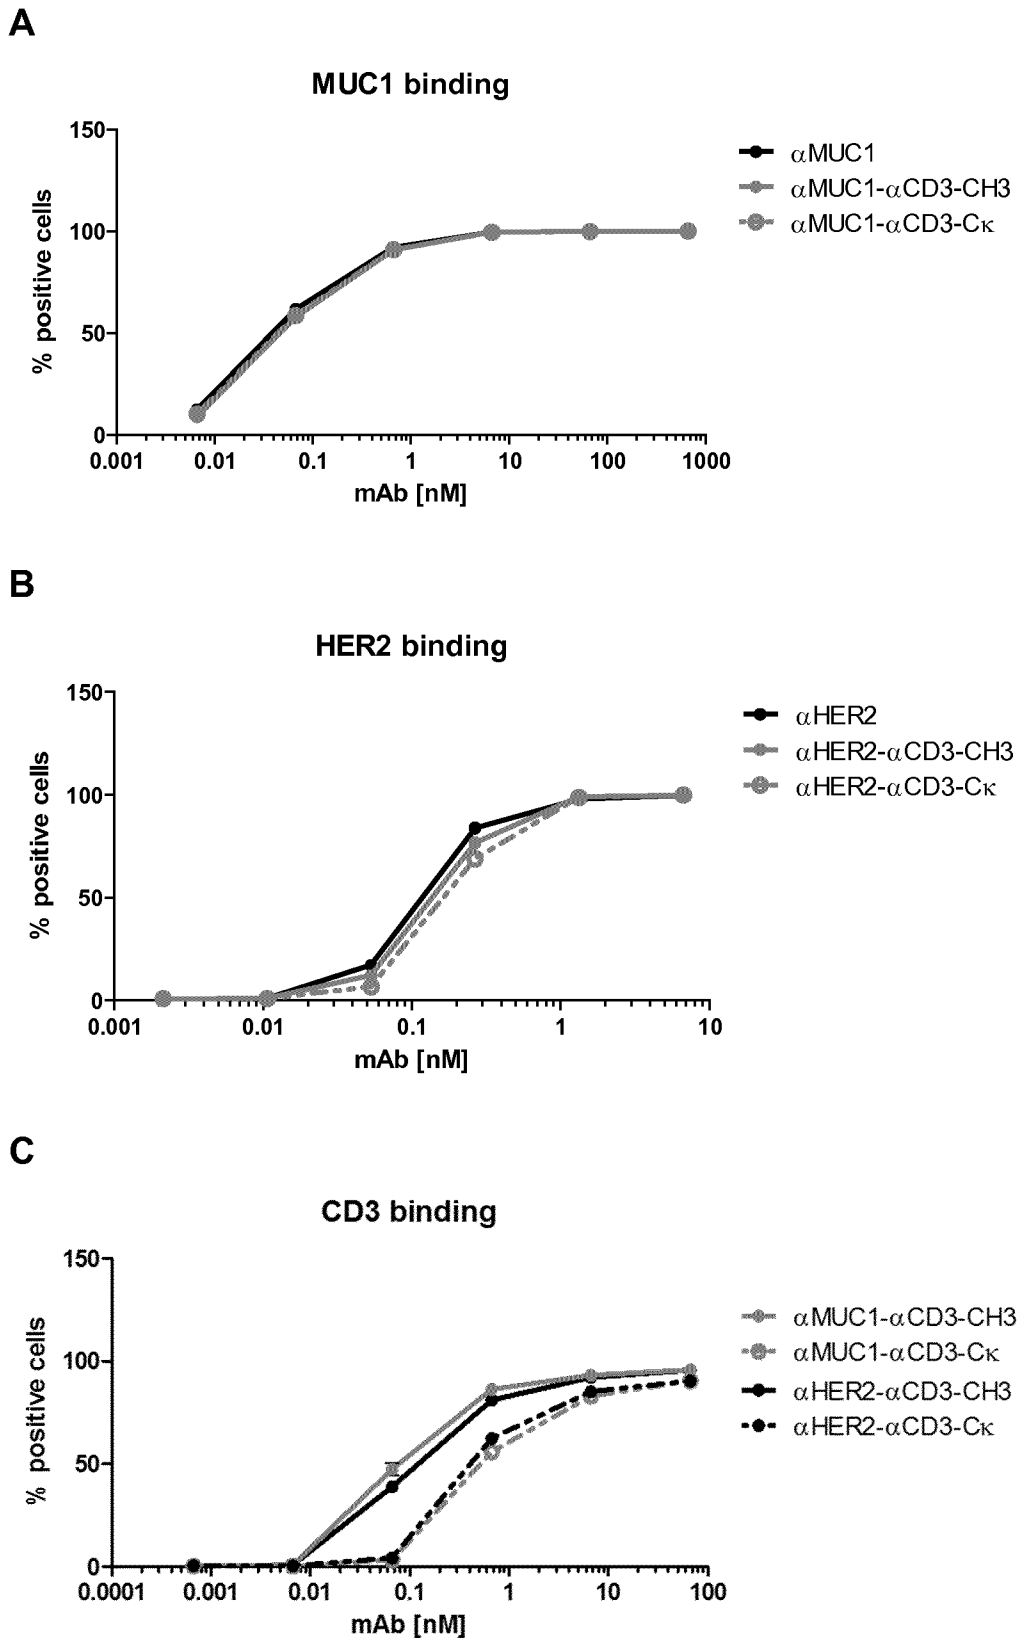 A
MUC1 binding
150
100
50
0
% positive cells
0.001 0.01 0.1 1 10 100 1000
mAb [nM]
αMUC1
αMUC1-αCD3-CH3
αMUC1-αCD3-Cκ
B
HER2 binding
150
100
50
0
% positive cells
0.001 0.01 0.1 1 10
mAb [nM]
αHER2
αHER2-αCD3-CH3
αHER2-αCD3-Cκ
C
CD3 binding
150
100
50
0
% positive cells
0.0001 0.001 0.01 0.1 1 10 100
mAb [nM]
αMUC1-αCD3-CH3
αMUC1-αCD3-Cκ
αHER2-αCD3-CH3
αHER2-αCD3-Cκ